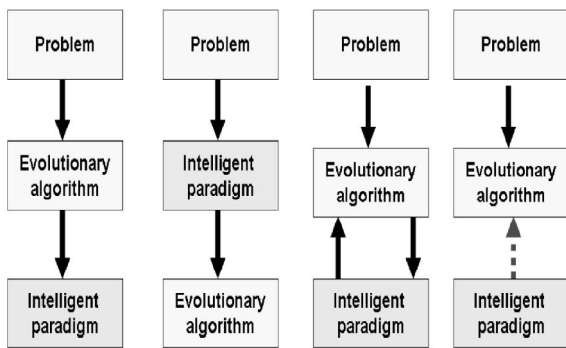 Problem
Evolutionary
algorithm
Intelligent
paradigm
Problem
Intelligent
paradigm
Evolutionary
algorithm
Problem
Evolutionary
algorithm
Intelligent
paradigm
Problem
Evolutionary
algorithm
Intelligent
paradigm